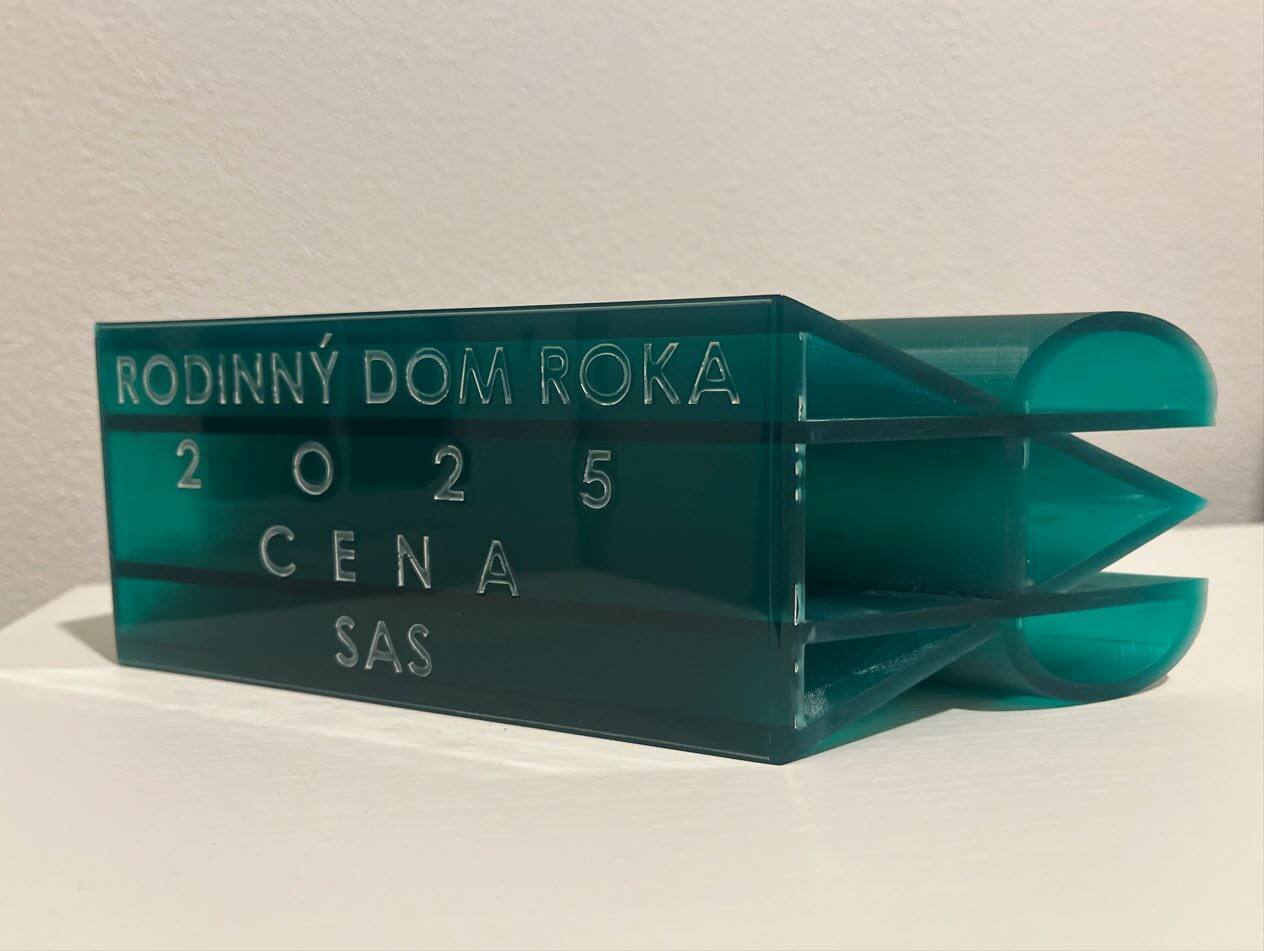 RODINNÝ DOM ROKA
2 0 2 5
C E N A
SAS